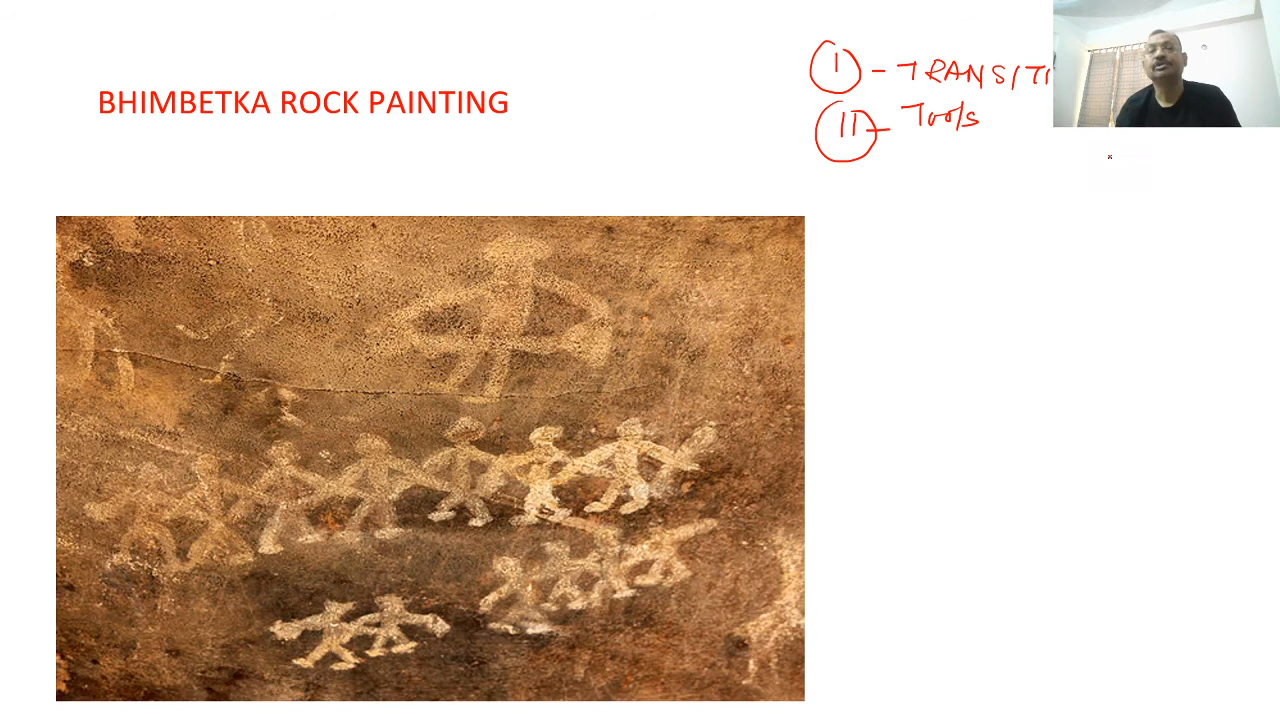 BHIMBETKA ROCK PAINTING
I - TRANSITI
II - Tools